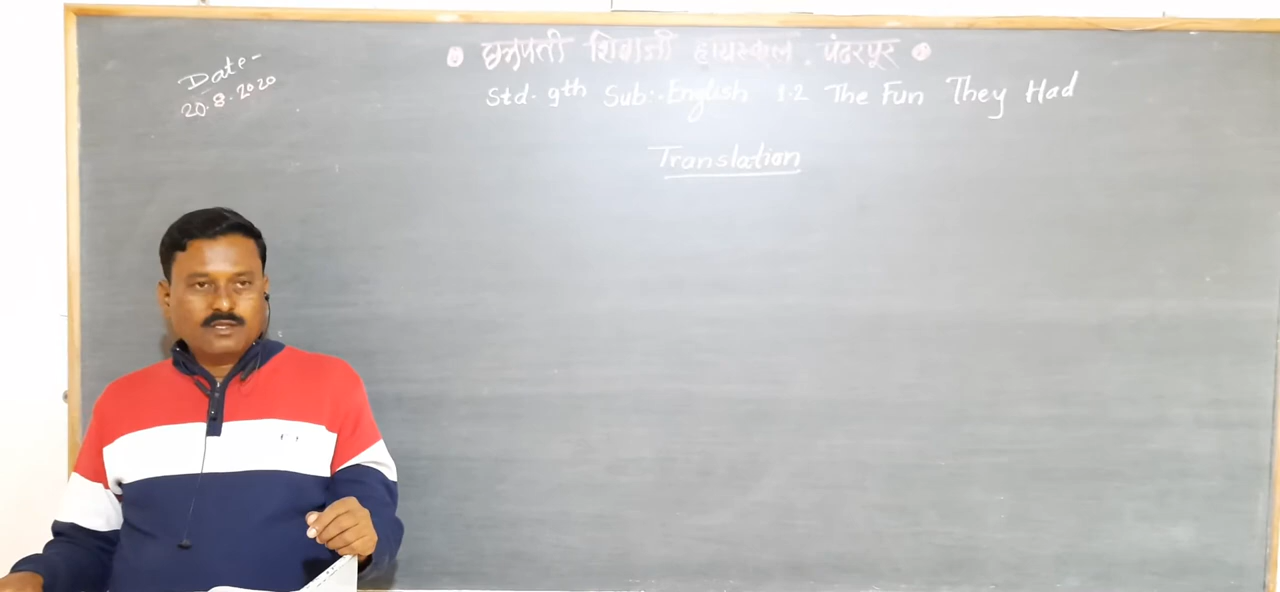 Date-
20.8.2020
छत्रपती शिवाजी हायस्कूल, पंढरपूर
Std. 9th Sub:-English 1.2 The Fun They Had
Translation